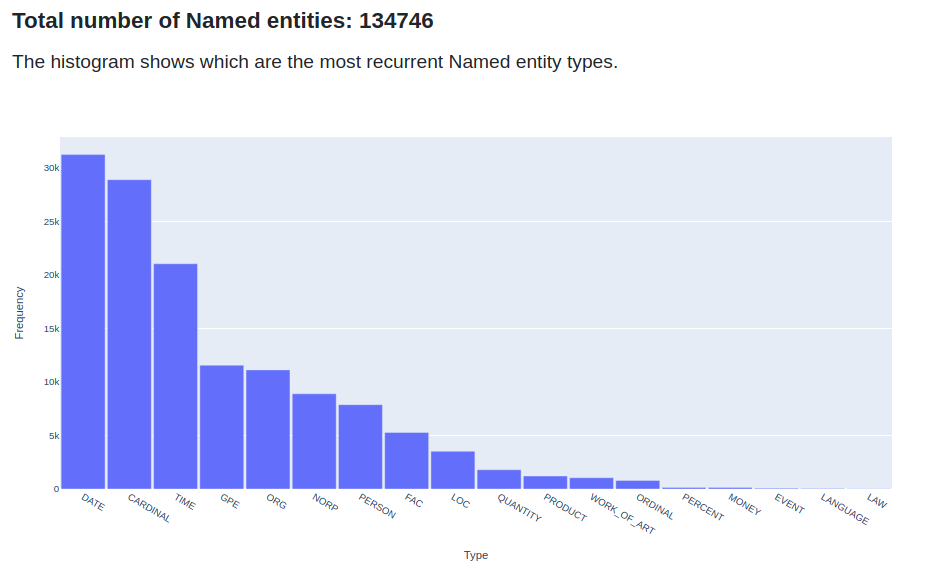 Total number of Named entities: 134746
The histogram shows which are the most recurrent Named entity types.
30k
25k
20k
15k
10k
5k
0
Frequency
DATE
CARDINAL
TIME
GPE
ORG
NORP
PERSON
FAC
LOC
QUANTITY
PRODUCT
WORK_OF_ART
ORDINAL
PERCENT
MONEY
EVENT
LANGUAGE
LAW
Type